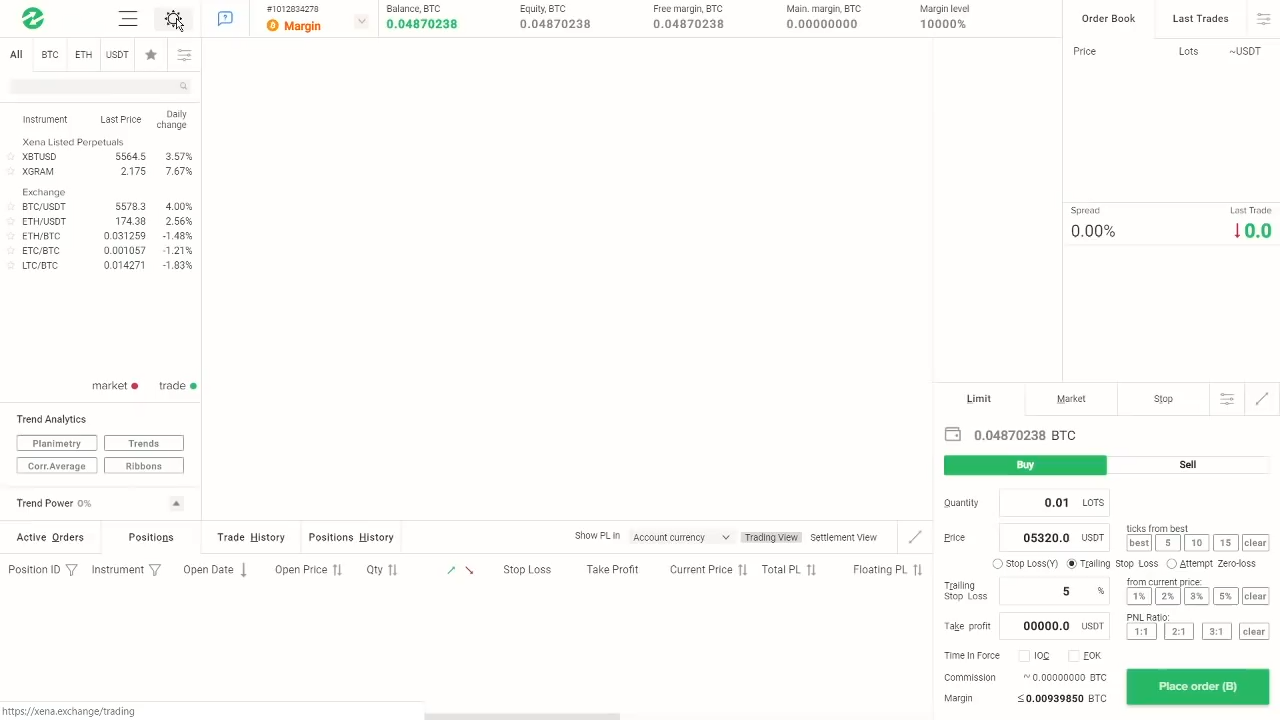 #1012834278
Margin
Balance, BTC
0.04870238
Equity, BTC
0.04870238
Free margin, BTC
0.04870238
Main. margin, BTC
0.00000000
Margin level
10000%
Order Book
Last Trades
All BTC ETH USDT
Price Lots ~USDT
Instrument Last Price Daily change
Xena Listed Perpetuals
XBTUSD 5564.5 3.57%
XGRAM 2.175 7.67%
Exchange
BTC/USDT 5578.3 4.00%
ETH/USDT 174.38 2.56%
ETH/BTC 0.031259 -1.48%
ETC/BTC 0.001057 -1.21%
LTC/BTC 0.014271 -1.83%
Spread Last Trade
0.00% 0.0
market trade
Trend Analytics
Planimetry Trends
Corr.Average Ribbons
Trend Power 0%
Limit Market Stop
0.04870238 BTC
Buy Sell
Quantity 0.01 LOTS
ticks from best
Price 05320.0 USDT best 5 10 15 clear
Stop Loss(Y) Trailing Stop Loss Attempt Zero-loss
from current price:
Trailing Stop Loss 5 % 1% 2% 3% 5% clear
PNL Ratio:
Take profit 00000.0 USDT 1:1 2:1 3:1 clear
Time In Force IOC FOK
Commission ~ 0.00000000 BTC
Margin ≤0.00939850 BTC
Place order (B)
Active Orders Positions Trade History Positions History Show PL in Account currency Trading View Settlement View
Position ID Instrument Open Date Open Price Qty Stop Loss Take Profit Current Price Total PL Floating PL
https://xena.exchange/trading